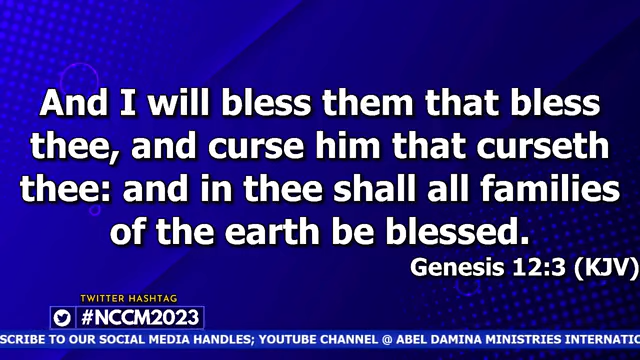 And I will bless them that bless
thee, and curse him that curseth
thee: and in thee shall all families
of the earth be blessed.
Genesis 12:3 (KJV)
TWITTER HASHTAG
#NCCM2023
TO OUR SOCIAL MEDIA HANDLES; YOUTUBE CHANNEL @ ABEL DAMINA MINISTRIES